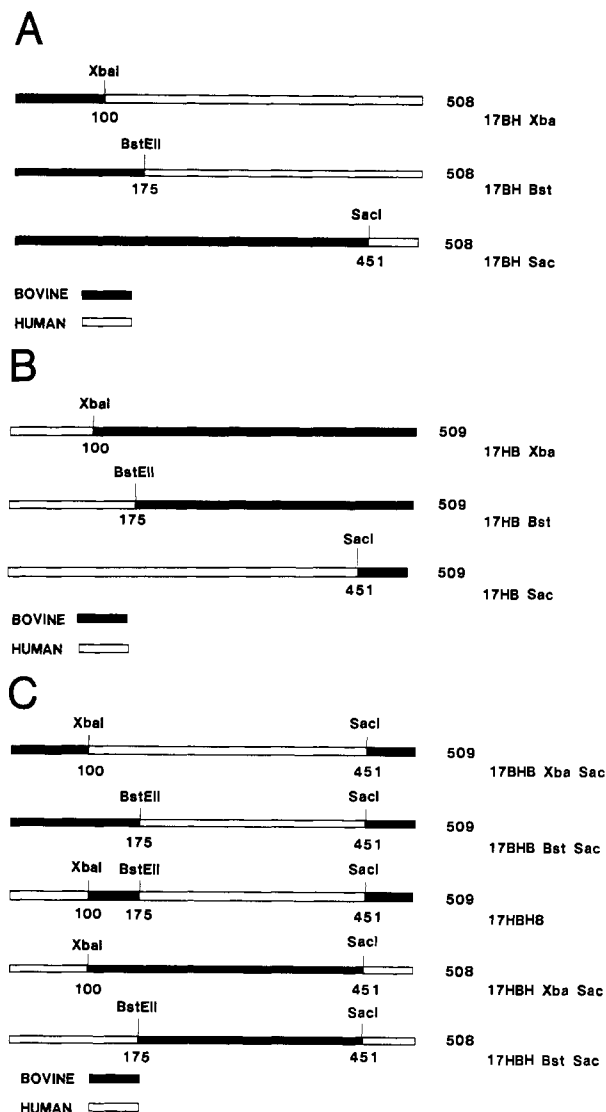 A
XbaI
100
508
17BH Xba
BstEII
175
508
17BH Bst
SacI
451
508
17BH Sac
BOVINE
HUMAN
B
XbaI
100
509
17HB Xba
BstEII
175
509
17HB Bst
SacI
451
509
17HB Sac
BOVINE
HUMAN
C
XbaI SacI
100 451
509
17BHB Xba Sac
BstEII SacI
175 451
509
17BHB Bst Sac
XbaI BstEII SacI
100 175 451
509
17HBHB
XbaI SacI
100 451
508
17HBH Xba Sac
BstEII SacI
175 451
508
17HBH Bst Sac
BOVINE
HUMAN